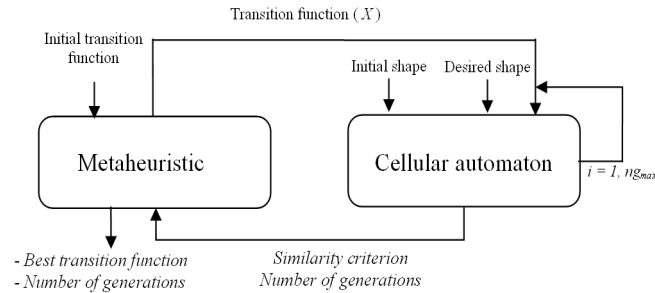 Transition function (X)
Initial transition
function
Initial shape
Desired shape
Metaheuristic
Cellular automaton
i = 1, ngmax
- Best transition function
- Number of generations
Similarity criterion
Number of generations